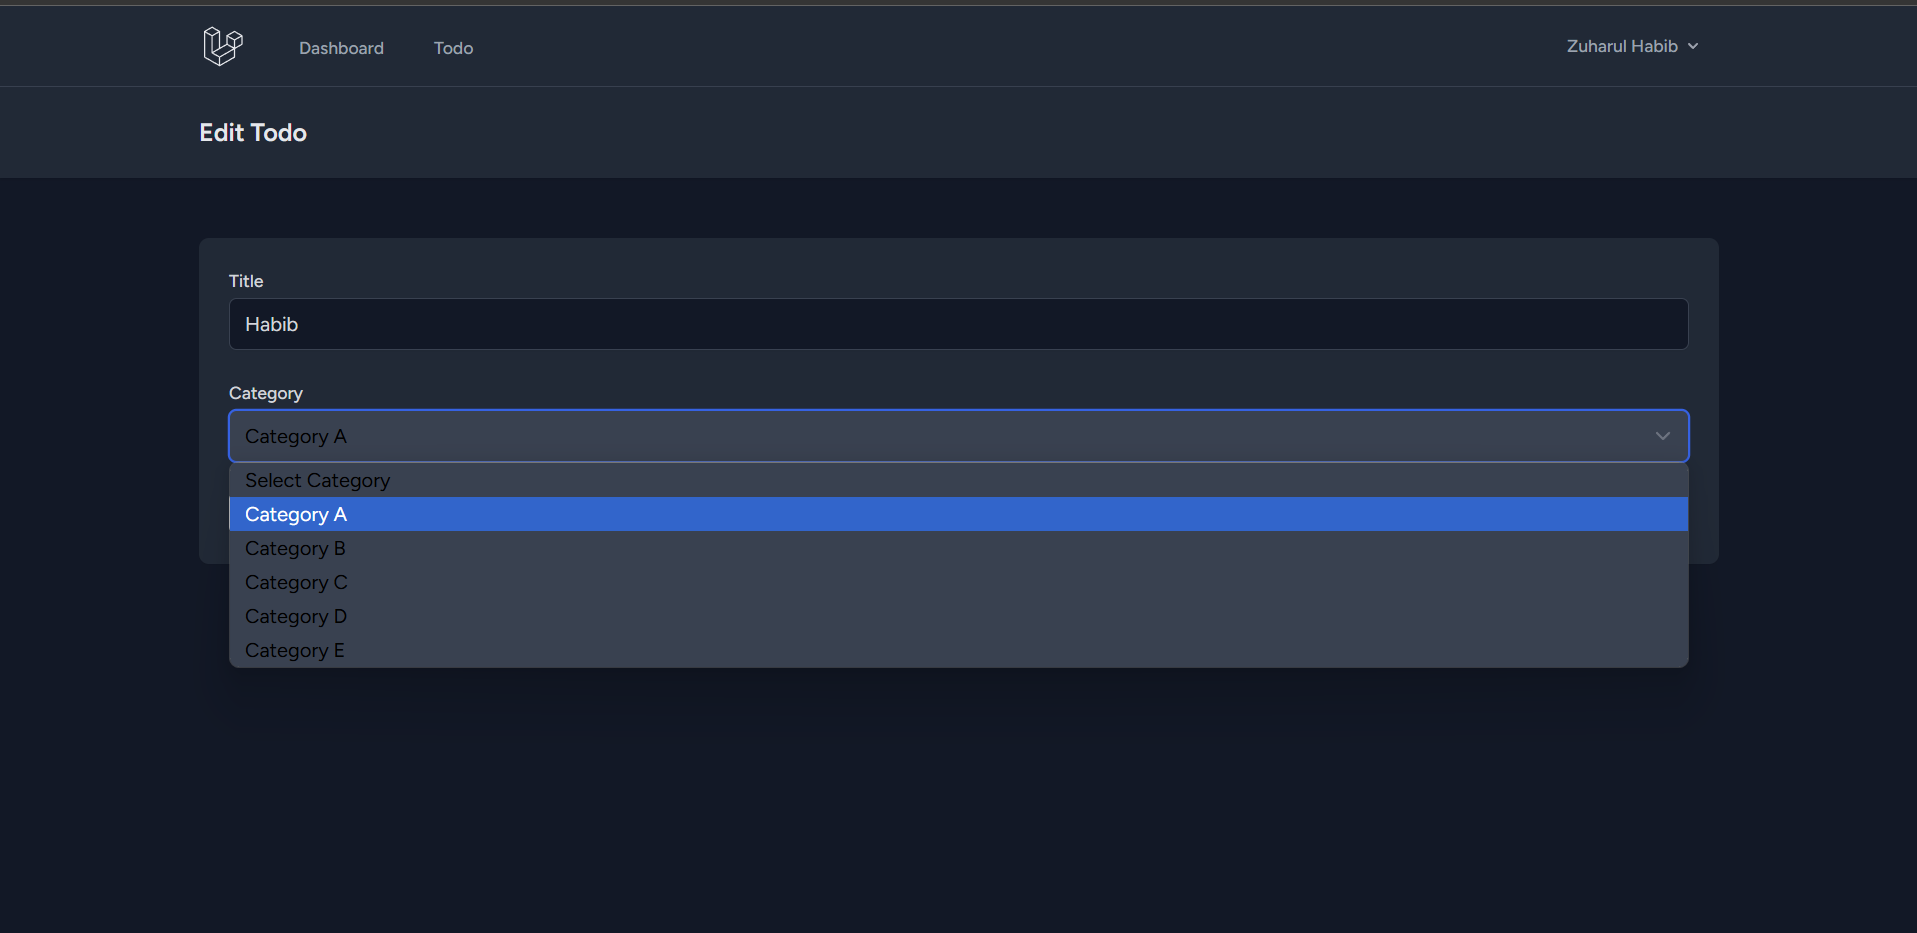 Dashboard Todo Zuharul Habib
Edit Todo
Title
Habib
Category
Category A
Select Category
Category A
Category B
Category C
Category D
Category E